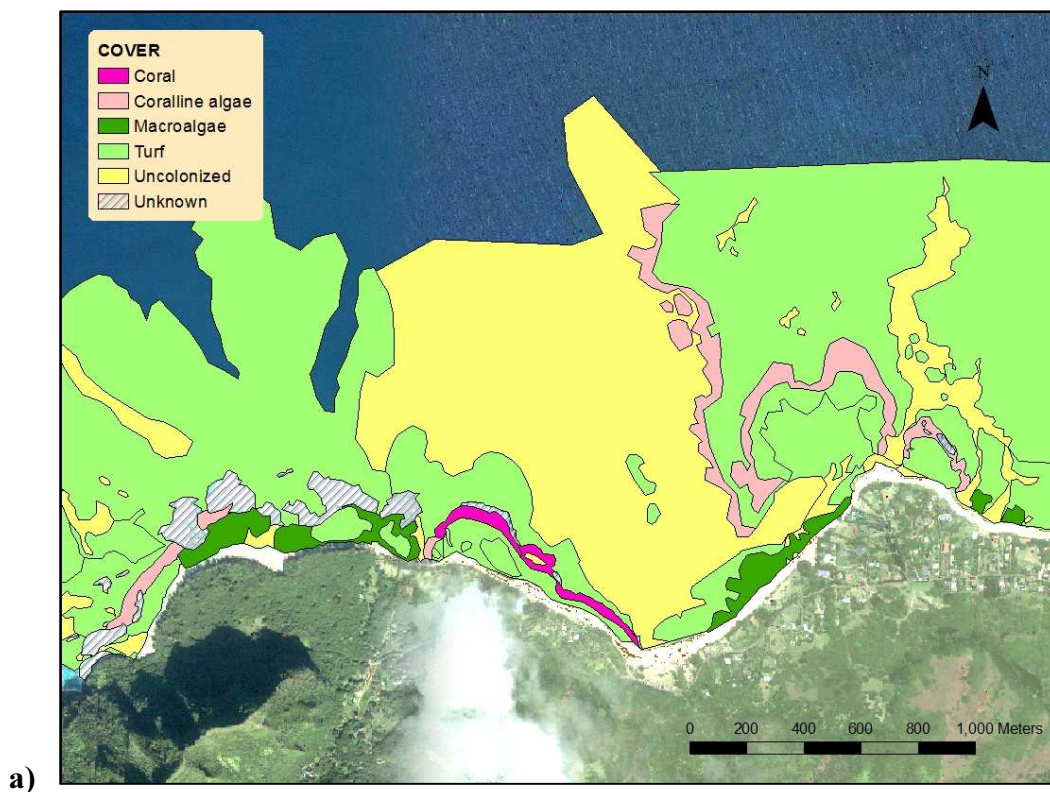 COVER
Coral
Coralline algae
Macroalgae
Turf
Uncolonized
Unknown
N
0 200 400 600 800 1,000 Meters
a)